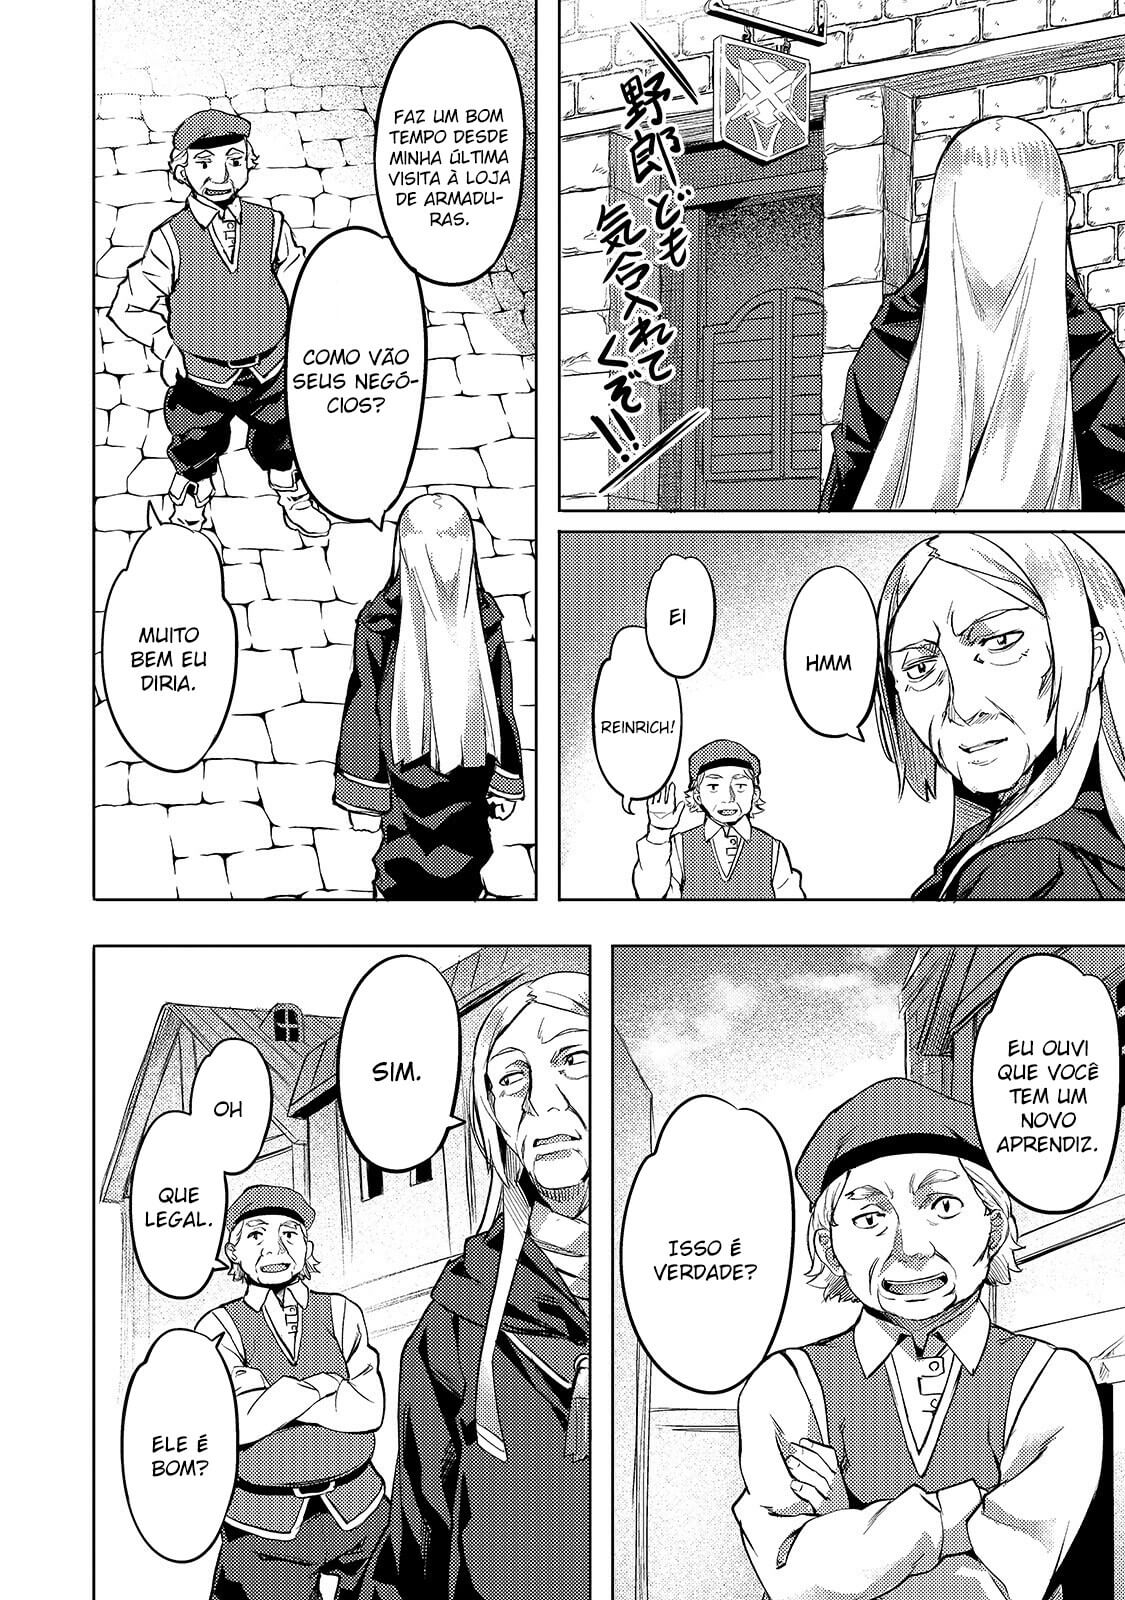 野郎ども
気合入れて
くぞ!!
HMM
EI
REINRICH!
FAZ UM BOM
TEMPO DESDE
MINHA ÚLTIMA
VISITA À LOJA
DE ARMADU-
RAS.
COMO VÃO
SEUS NEGÓ-
CIOS?
MUITO
BEM EU
DIRIA.
EU OUVI
QUE VOCÊ
TEM UM
NOVO
APRENDIZ.
ISSO É
VERDADE?
SIM.
OH
QUE
LEGAL.
ELE É
BOM?